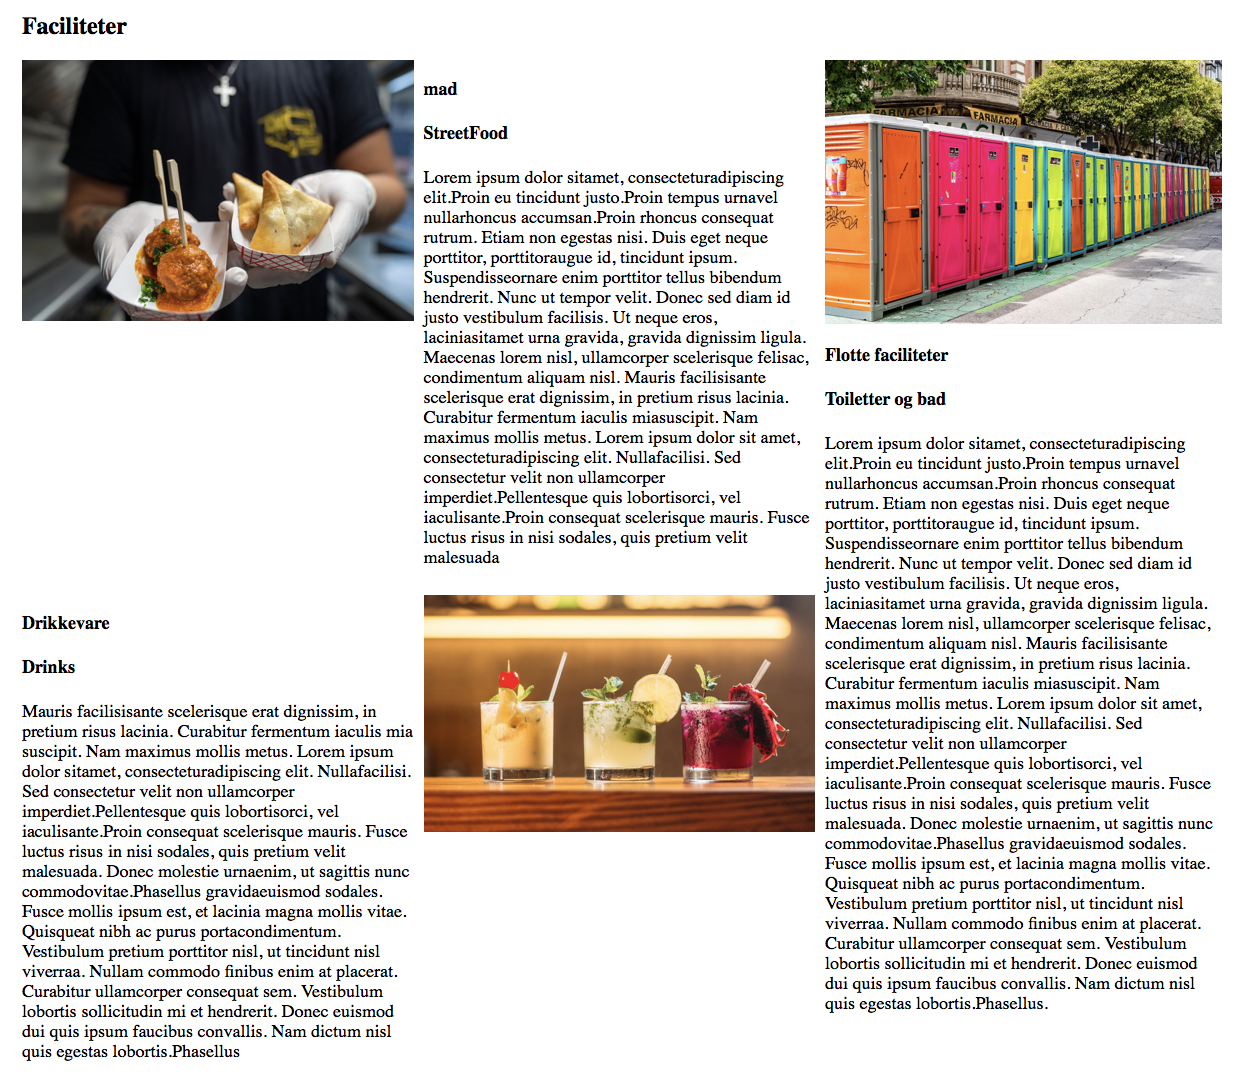 Faciliteter
mad
StreetFood
Lorem ipsum dolor sitamet, consecteturadipiscing
elit.Proin eu tincidunt justo.Proin tempus urnavel
nullarhoncus accumsan.Proin rhoncus consequat
rutrum. Etiam non egestas nisi. Duis eget neque
porttitor, porttitoraugue id, tincidunt ipsum.
Suspendisseornare enim porttitor tellus bibendum
hendrerit. Nunc ut tempor velit. Donec sed diam id
justo vestibulum facilisis. Ut neque eros,
laciniasitamet urna gravida, gravida dignissim ligula.
Maecenas lorem nisl, ullamcorper scelerisque felisac,
condimentum aliquam nisl. Mauris facilisisante
scelerisque erat dignissim, in pretium risus lacinia.
Curabitur fermentum iaculis miasuscipit. Nam
maximus mollis metus. Lorem ipsum dolor sit amet,
consecteturadipiscing elit. Nullafacilisi. Sed
consectetur velit non ullamcorper
imperdiet.Pellentesque quis lobortisorci, vel
iaculisante.Proin consequat scelerisque mauris. Fusce
luctus risus in nisi sodales, quis pretium velit
malesuada
Drikkevare
Drinks
Mauris facilisisante scelerisque erat dignissim, in
pretium risus lacinia. Curabitur fermentum iaculis mia
suscipit. Nam maximus mollis metus. Lorem ipsum
dolor sitamet, consecteturadipiscing elit. Nullafacilisi.
Sed consectetur velit non ullamcorper
imperdiet.Pellentesque quis lobortisorci, vel
iaculisante.Proin consequat scelerisque mauris. Fusce
luctus risus in nisi sodales, quis pretium velit
malesuada. Donec molestie urnaenim, ut sagittis nunc
commodovitae.Phasellus gravidaeuismod sodales.
Fusce mollis ipsum est, et lacinia magna mollis vitae.
Quisqueat nibh ac purus portacondimentum.
Vestibulum pretium porttitor nisl, ut tincidunt nisl
viverraa. Nullam commodo finibus enim at placerat.
Curabitur ullamcorper consequat sem. Vestibulum
lobortis sollicitudin mi et hendrerit. Donec euismod
dui quis ipsum faucibus convallis. Nam dictum nisl
quis egestas lobortis.Phasellus
FARMACIA
FARMACIA
Flotte faciliteter
Toiletter og bad
Lorem ipsum dolor sitamet, consecteturadipiscing
elit.Proin eu tincidunt justo.Proin tempus urnavel
nullarhoncus accumsan.Proin rhoncus consequat
rutrum. Etiam non egestas nisi. Duis eget neque
porttitor, porttitoraugue id, tincidunt ipsum.
Suspendisseornare enim porttitor tellus bibendum
hendrerit. Nunc ut tempor velit. Donec sed diam id
justo vestibulum facilisis. Ut neque eros,
laciniasitamet urna gravida, gravida dignissim ligula.
Maecenas lorem nisl, ullamcorper scelerisque felisac,
condimentum aliquam nisl. Mauris facilisisante
scelerisque erat dignissim, in pretium risus lacinia.
Curabitur fermentum iaculis miasuscipit. Nam
maximus mollis metus. Lorem ipsum dolor sit amet,
consecteturadipiscing elit. Nullafacilisi. Sed
consectetur velit non ullamcorper
imperdiet.Pellentesque quis lobortisorci, vel
iaculisante.Proin consequat scelerisque mauris. Fusce
luctus risus in nisi sodales, quis pretium velit
malesuada. Donec molestie urnaenim, ut sagittis nunc
commodovitae.Phasellus gravidaeuismod sodales.
Fusce mollis ipsum est, et lacinia magna mollis vitae.
Quisqueat nibh ac purus portacondimentum.
Vestibulum pretium porttitor nisl, ut tincidunt nisl
viverraa. Nullam commodo finibus enim at placerat.
Curabitur ullamcorper consequat sem. Vestibulum
lobortis sollicitudin mi et hendrerit. Donec euismod
dui quis ipsum faucibus convallis. Nam dictum nisl
quis egestas lobortis.Phasellus.